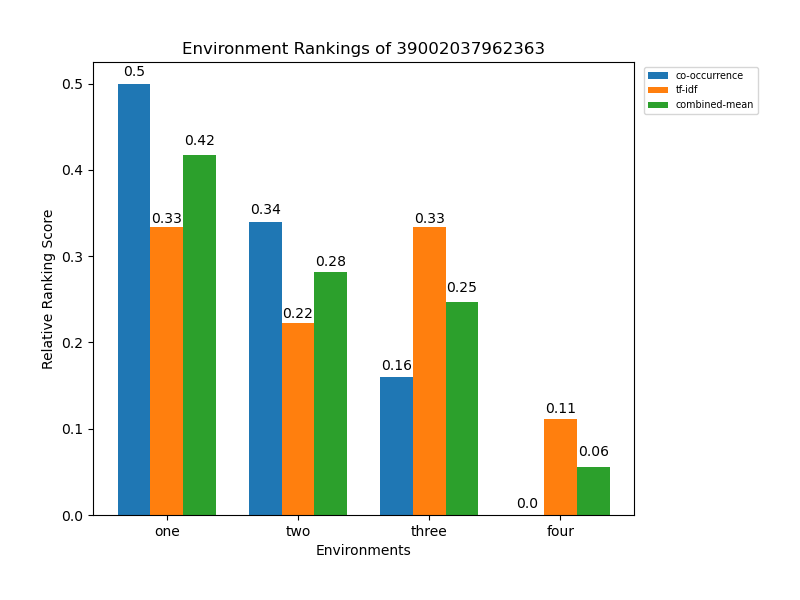 Environment Rankings of 39002037962363
co-occurrence
tf-idf
combined-mean
Relative Ranking Score
0.5
0.4
0.3
0.2
0.1
0.0
0.5
0.33
0.42
0.34
0.22
0.28
0.16
0.33
0.25
0.0
0.11
0.06
one two three four
Environments